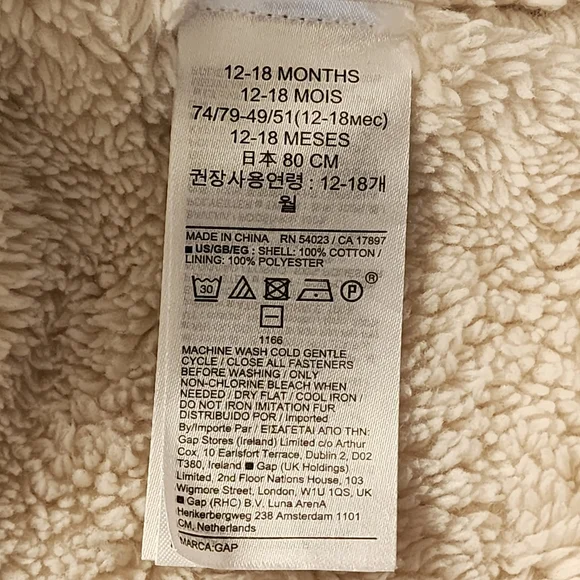 12-18 MONTHS
12-18 MOIS
74/79-49/51(12-18мес)
12-18 MESES
日本 80 CM
권장사용연령 : 12-18개
월
MADE IN CHINA RN 54023 / CA 17897
■ US/GB/EG : SHELL: 100% COTTON /
LINING: 100% POLYESTER
30 P ®
1166
MACHINE WASH COLD GENTLE
CYCLE / CLOSE ALL FASTENERS
BEFORE WASHING / ONLY
NON-CHLORINE BLEACH WHEN
NEEDED / DRY FLAT / COOL IRON /
DO NOT IRON IMITATION FUR
DISTRIBUIDO POR / Imported
By/Importe Par / ΕΙΣΑΓΕΤΑΙ ΑΠΟ ΤΗΝ:
Gap Stores (Ireland) Limited c/o Arthur
Cox, 10 Earlsfort Terrace, Dublin 2, D02
T380, Ireland ■ Gap (UK Holdings)
Limited, 2nd Floor Nations House, 103
Wigmore Street, London, W1U 1QS, UK
■ Gap (RHC) B.V. Luna ArenA
Herikerbergweg 238 Amsterdam 1101
CM, Netherlands
MARCA:GAP